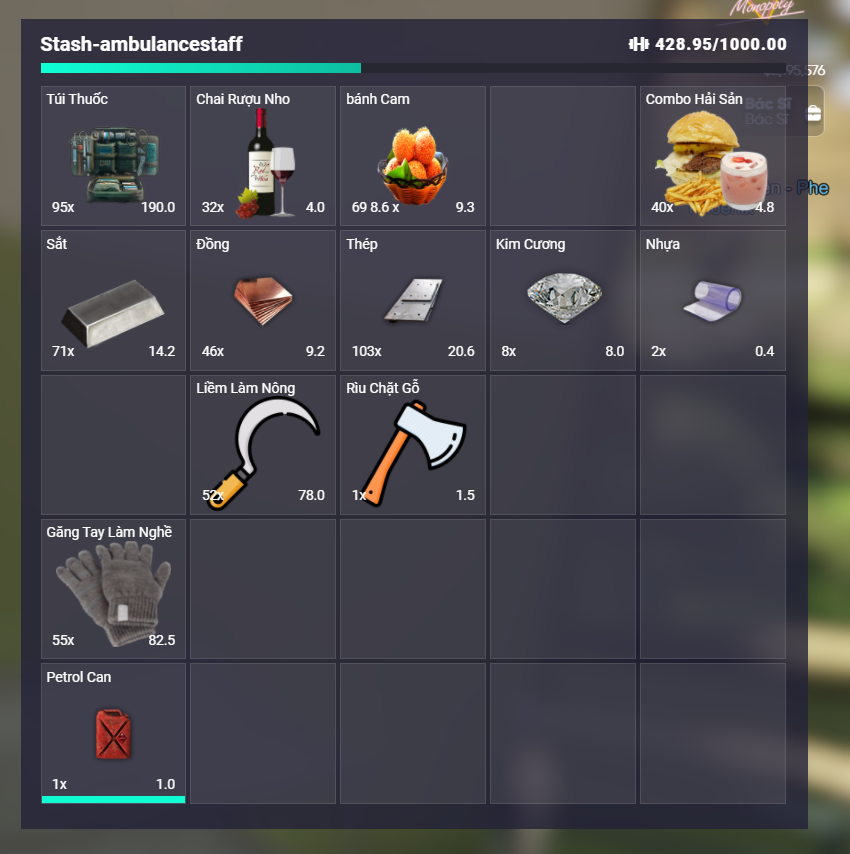 Monopoly
Stash-ambulancestaff
428.95/1000.00
Túi Thuốc
95x 190.0
Chai Rượu Nho
32x 4.0
bánh Cam
69 8.6 x 9.3
Combo Hải Sản
40x 4.8
Bác Sĩ
Bác Sĩ
Sắt
71x 14.2
Đồng
46x 9.2
Thép
103x 20.6
Kim Cương
8x 8.0
Nhựa
2x 0.4
Liềm Làm Nông
52x 78.0
Rìu Chặt Gỗ
1x 1.5
Găng Tay Làm Nghề
55x 82.5
Petrol Can
1x 1.0